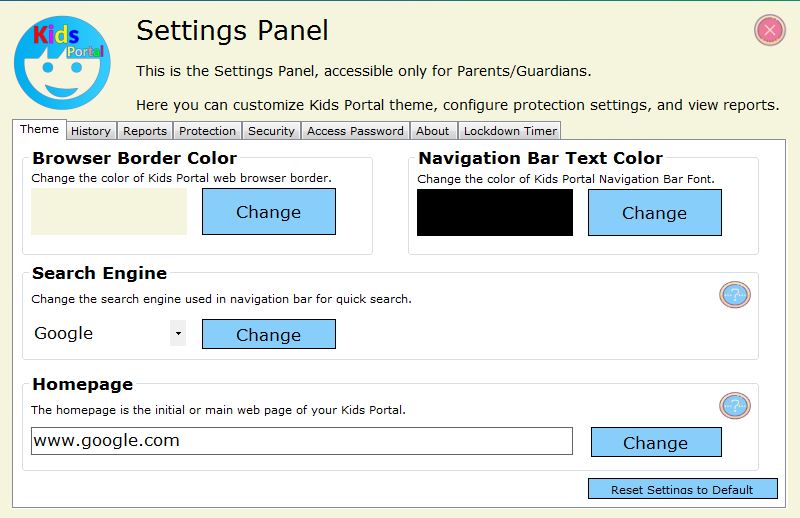 Kids
Portal
Settings Panel
This is the Settings Panel, accessible only for Parents/Guardians.
Here you can customize Kids Portal theme, configure protection settings, and view reports.
Theme History Reports Protection Security Access Password About Lockdown Timer
Browser Border Color
Change the color of Kids Portal web browser border.
Change
Navigation Bar Text Color
Change the color of Kids Portal Navigation Bar Font.
Change
Search Engine
Change the search engine used in navigation bar for quick search.
?
Google Change
Homepage
The homepage is the initial or main web page of your Kids Portal.
?
www.google.com Change
Reset Settings to Default